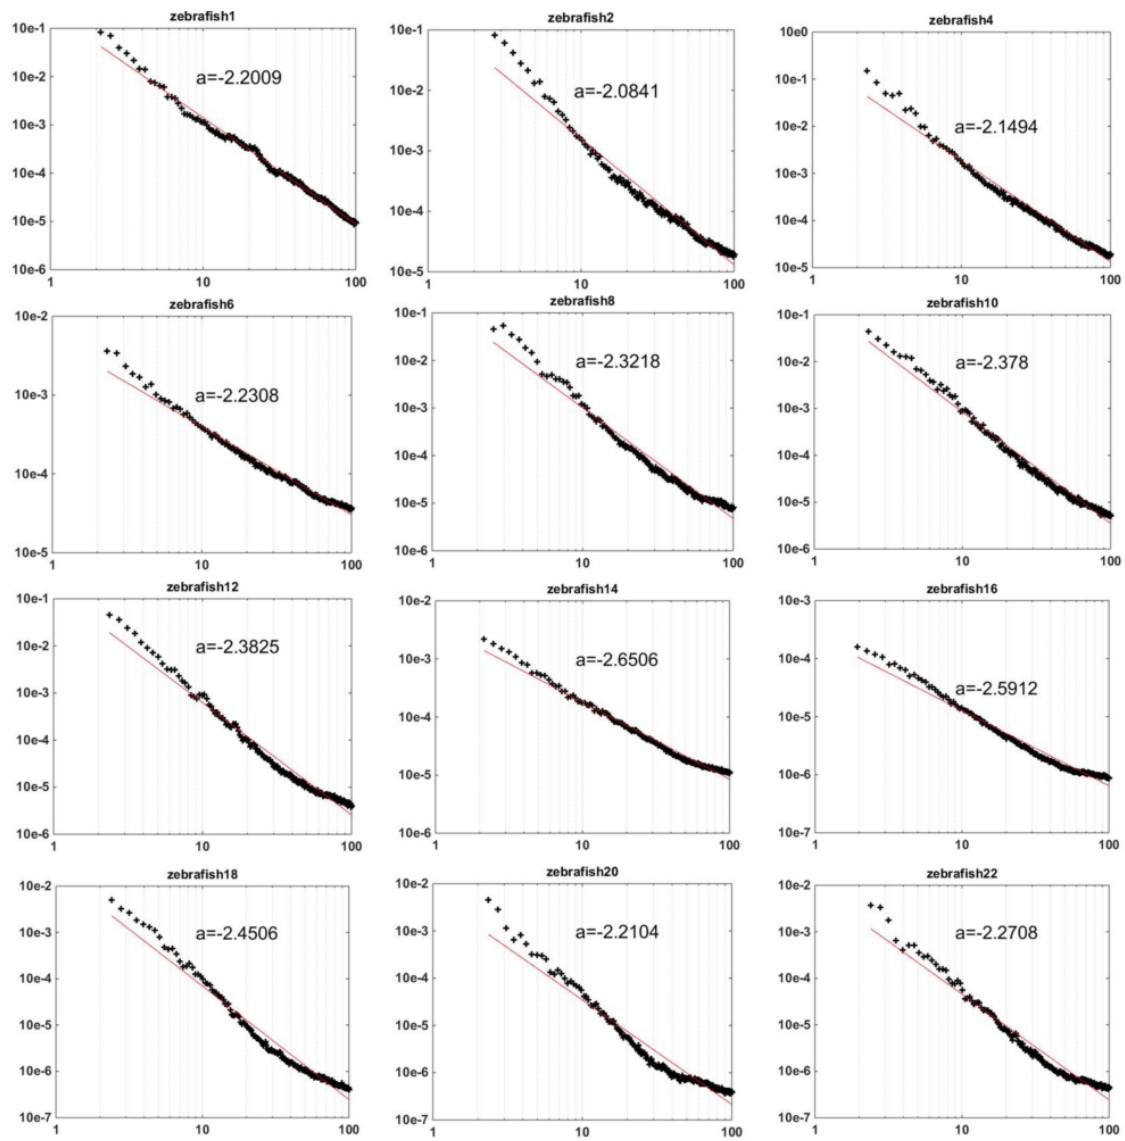 zebrafish1
10e-1
10e-2
10e-3
10e-4
10e-5
10e-6
a=-2.2009
1 10 100
zebrafish2
10e-1
10e-2
10e-3
10e-4
10e-5
a=-2.0841
1 10 100
zebrafish4
10e0
10e-1
10e-2
10e-3
10e-4
10e-5
a=-2.1494
1 10 100
zebrafish6
10e-2
10e-3
10e-4
10e-5
a=-2.2308
1 10 100
zebrafish8
10e-1
10e-2
10e-3
10e-4
10e-5
10e-6
a=-2.3218
1 10 100
zebrafish10
10e-1
10e-2
10e-3
10e-4
10e-5
10e-6
a=-2.378
1 10 100
zebrafish12
10e-1
10e-2
10e-3
10e-4
10e-5
10e-6
a=-2.3825
1 10 100
zebrafish14
10e-2
10e-3
10e-4
10e-5
10e-6
a=-2.6506
1 10 100
zebrafish16
10e-3
10e-4
10e-5
10e-6
10e-7
a=-2.5912
1 10 100
zebrafish18
10e-2
10e-3
10e-4
10e-5
10e-6
10e-7
a=-2.4506
1 10 100
zebrafish20
10e-2
10e-3
10e-4
10e-5
10e-6
10e-7
a=-2.2104
1 10 100
zebrafish22
10e-2
10e-3
10e-4
10e-5
10e-6
10e-7
a=-2.2708
1 10 100